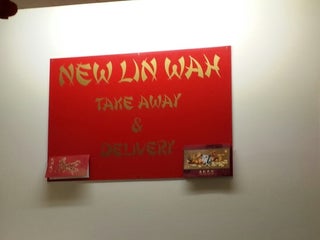 NEW LIN WAH
TAKE AWAY
&
DELIVERY